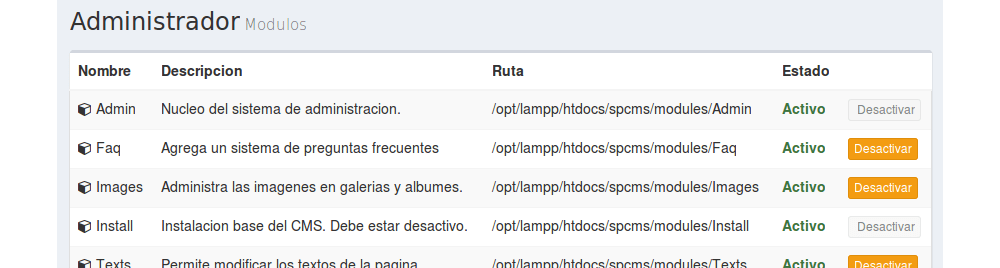 Administrador Modulos
Nombre Descripcion Ruta Estado
Admin Nucleo del sistema de administracion. /opt/lampp/htdocs/spcms/modules/Admin Activo Desactivar
Faq Agrega un sistema de preguntas frecuentes /opt/lampp/htdocs/spcms/modules/Faq Activo Desactivar
Images Administra las imagenes en galerias y albumes. /opt/lampp/htdocs/spcms/modules/Images Activo Desactivar
Install Instalacion base del CMS. Debe estar desactivo. /opt/lampp/htdocs/spcms/modules/Install Activo Desactivar
Texts Permite modificar los textos de la pagina /opt/lampp/htdocs/spcms/modules/Texts Activo Desactivar